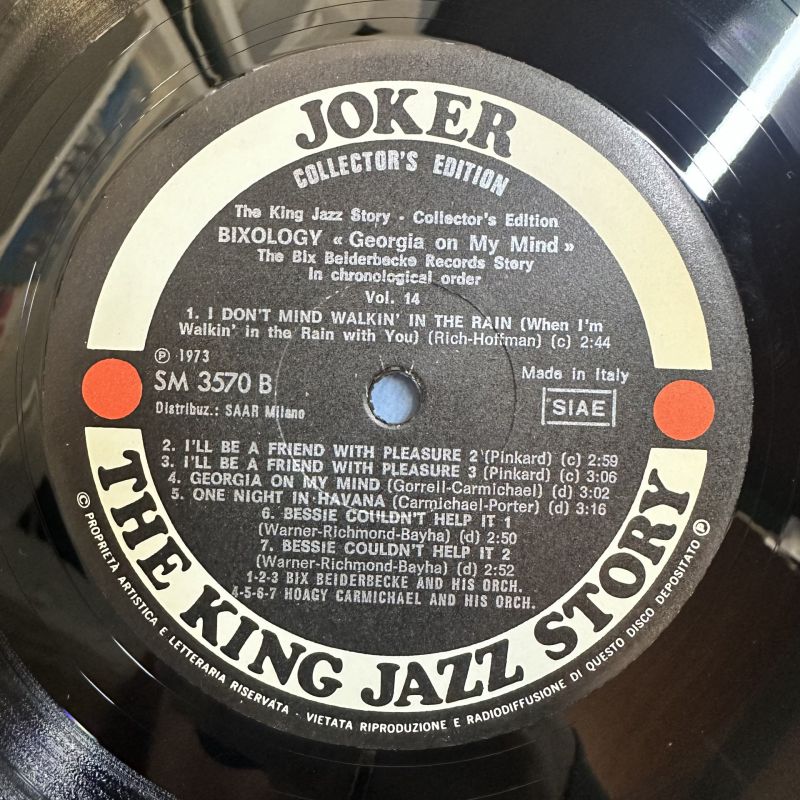 JOKER
COLLECTOR'S EDITION
The King Jazz Story - Collector's Edition
BIXOLOGY « Georgia on My Mind »
The Bix Beiderbecke Records Story
In chronological order
Vol. 14
1. I DON'T MIND WALKIN' IN THE RAIN (When I'm
Walkin' in the Rain with You) (Rich-Hoffman) (c) 2:44
Ⓟ 1973
SM 3570 B
Distribuz.: SAAR Milano
Made in Italy
SIAE
2. I'LL BE A FRIEND WITH PLEASURE 2 (Pinkard) (c) 2:59
3. I'LL BE A FRIEND WITH PLEASURE 3 (Pinkard) (c) 3:06
4. GEORGIA ON MY MIND (Gorrell-Carmichael) (d) 3:02
5. ONE NIGHT IN HAVANA (Carmichael-Porter) (d) 3:16
6. BESSIE COULDN'T HELP IT 1
(Warner-Richmond-Bayha) (d) 2:50
7. BESSIE COULDN'T HELP IT 2
(Warner-Richmond-Bayha) (d) 2:52
1-2-3 BIX BEIDERBECKE AND HIS ORCH.
4-5-6-7 HOAGY CARMICHAEL AND HIS ORCH.
THE KING JAZZ STORY
© PROPRIETA ARTISTICA E LETTERARIA RISERVATA - VIETATA RIPRODUZIONE E RADIODIFFUSIONE DI QUESTO DISCO DEPOSITATO Ⓟ